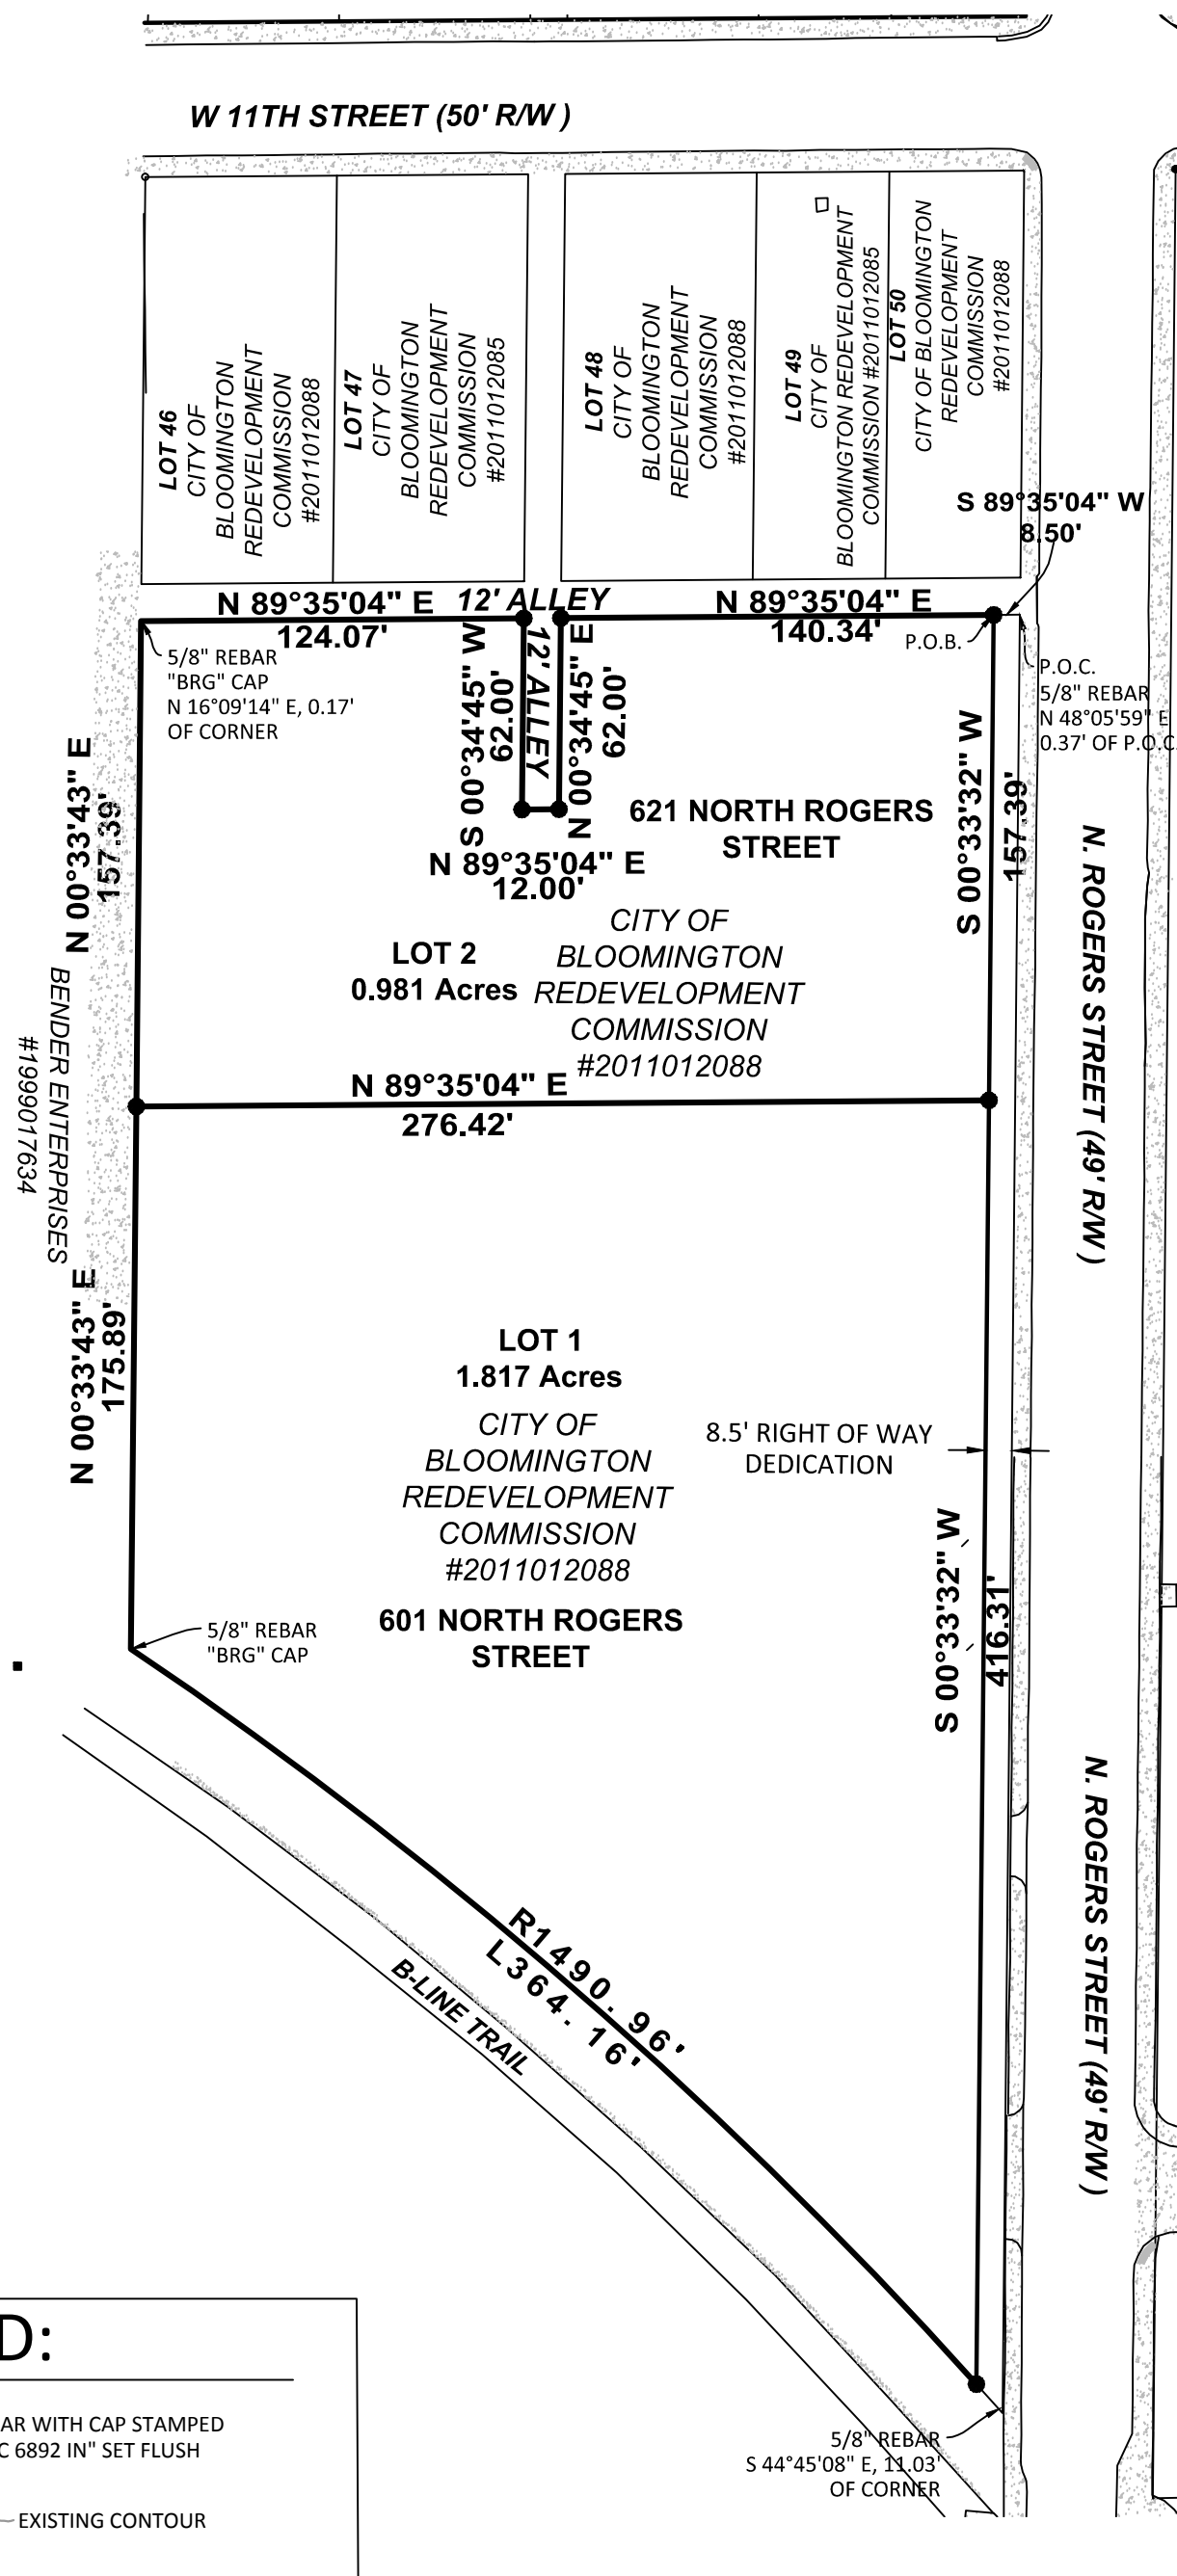 W 11TH STREET (50' R/W )
LOT 46
CITY OF
BLOOMINGTON
REDEVELOPMENT
COMMISSION
#2011012088
LOT 47
CITY OF
BLOOMINGTON
REDEVELOPMENT
COMMISSION
#2011012085
LOT 48
CITY OF
BLOOMINGTON
REDEVELOPMENT
COMMISSION
#2011012088
LOT 49
CITY OF
BLOOMINGTON REDEVELOPMENT
COMMISSION #2011012085
LOT 50
CITY OF BLOOMINGTON
REDEVELOPMENT
COMMISSION
#2011012088
S 89°35'04" W
8.50'
N 89°35'04" E
124.07'
12' ALLEY
N 89°35'04" E
140.34'
P.O.B.
P.O.C.
5/8" REBAR
N 48°05'59" E
0.37' OF P.O.C.
5/8" REBAR
"BRG" CAP
N 16°09'14" E, 0.17'
OF CORNER
S 00°34'45" W
62.00'
12' ALLEY
N 00°34'45" E
62.00'
N 89°35'04" E
12.00'
621 NORTH ROGERS
STREET
N 00°33'43" E
157.39'
S 00°33'32" W
157.39'
N. ROGERS STREET (49' R/W )
LOT 2
0.981 Acres
CITY OF
BLOOMINGTON
REDEVELOPMENT
COMMISSION
#2011012088
BENDER ENTERPRISES
#1999017634
N 89°35'04" E
276.42'
N 00°33'43" E
175.89'
LOT 1
1.817 Acres
CITY OF
BLOOMINGTON
REDEVELOPMENT
COMMISSION
#2011012088
601 NORTH ROGERS
STREET
8.5' RIGHT OF WAY
DEDICATION
S 00°33'32" W
416.31'
5/8" REBAR
"BRG" CAP
N. ROGERS STREET (49' R/W )
R1490.96'
L364.16'
B-LINE TRAIL
5/8" REBAR
S 44°45'08" E, 11.03'
OF CORNER
D:
AR WITH CAP STAMPED
C 6892 IN" SET FLUSH
EXISTING CONTOUR